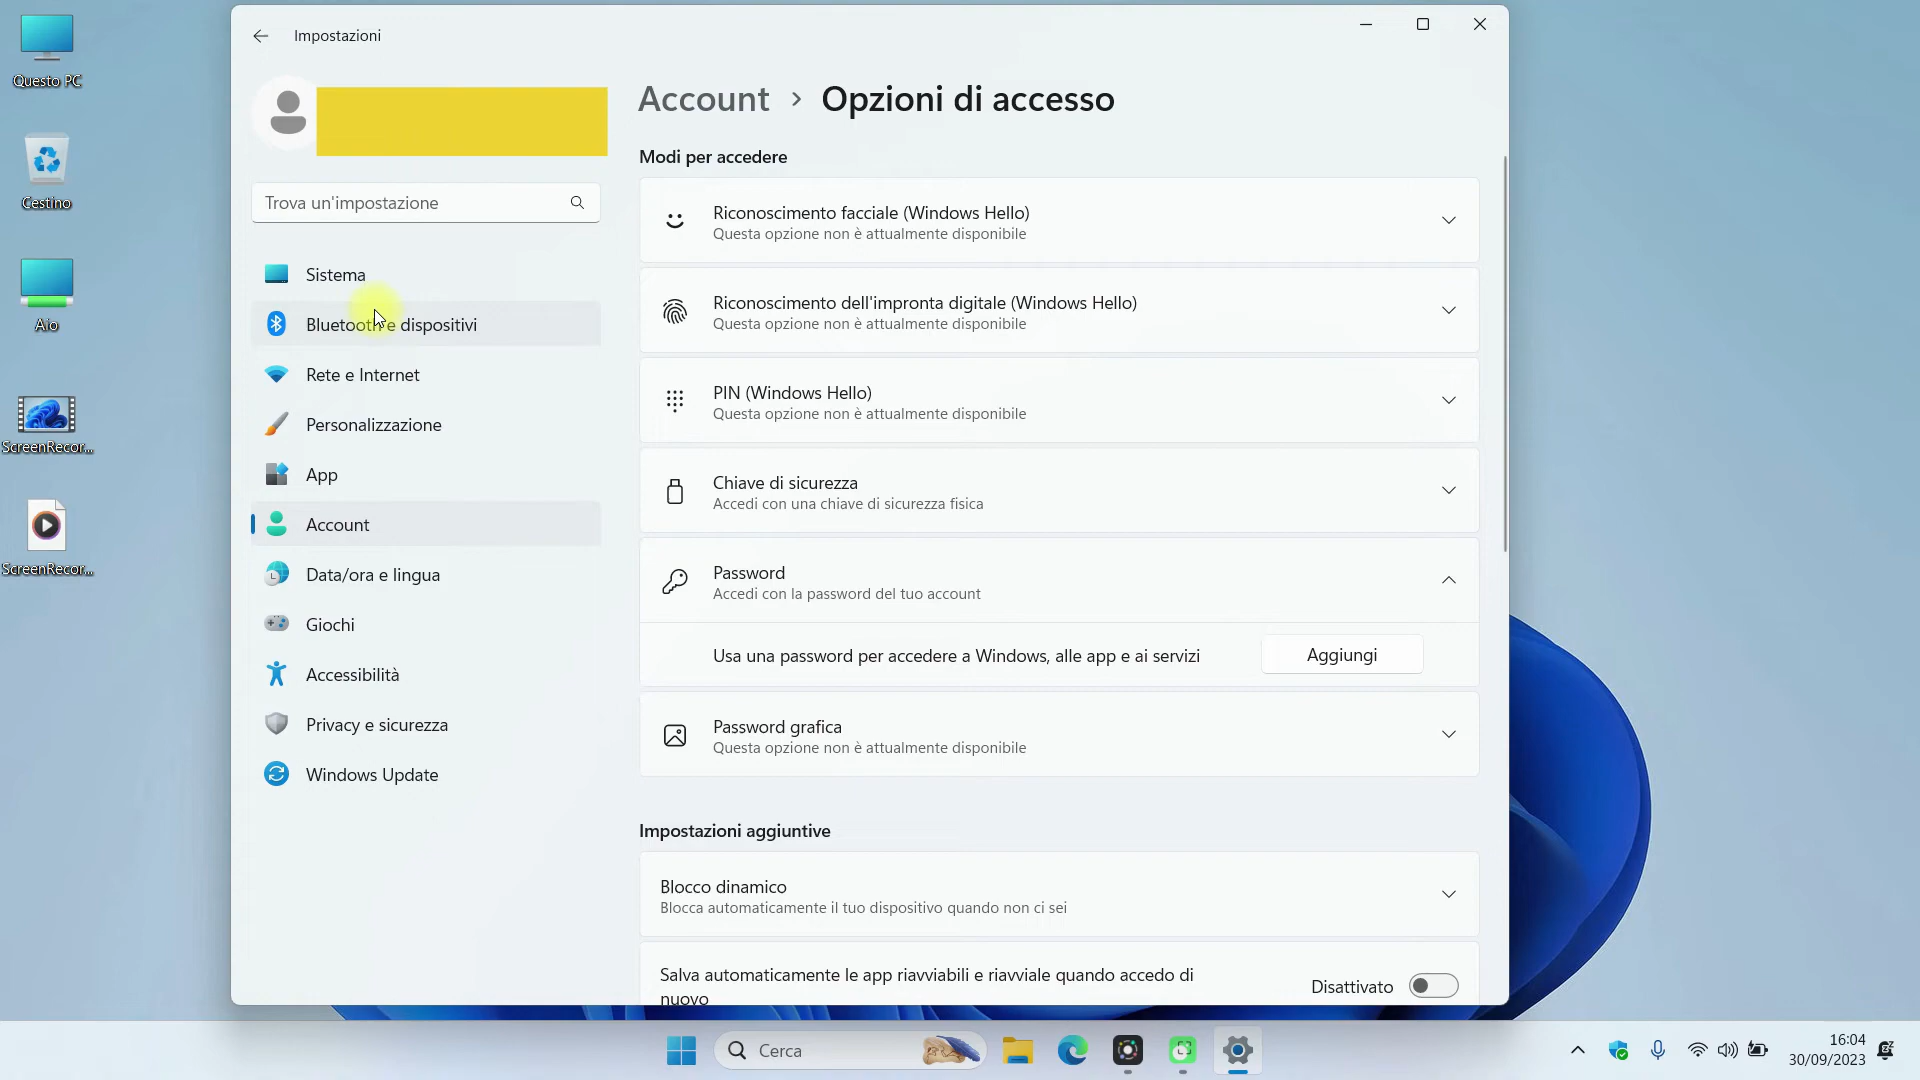 Questo PC
Cestino
Aio
ScreenRecor...
ScreenRecor...
Impostazioni
Trova un'impostazione
Sistema
Bluetooth e dispositivi
Rete e Internet
Personalizzazione
App
Account
Data/ora e lingua
Giochi
Accessibilità
Privacy e sicurezza
Windows Update
Account > Opzioni di accesso
Modi per accedere
Riconoscimento facciale (Windows Hello)
Questa opzione non è attualmente disponibile
Riconoscimento dell'impronta digitale (Windows Hello)
Questa opzione non è attualmente disponibile
PIN (Windows Hello)
Questa opzione non è attualmente disponibile
Chiave di sicurezza
Accedi con una chiave di sicurezza fisica
Password
Accedi con la password del tuo account
Usa una password per accedere a Windows, alle app e ai servizi
Aggiungi
Password grafica
Questa opzione non è attualmente disponibile
Impostazioni aggiuntive
Blocco dinamico
Blocca automaticamente il tuo dispositivo quando non ci sei
Salva automaticamente le app riavviabili e riavviale quando accedo di
nuovo
Disattivato
Cerca
16:04
30/09/2023